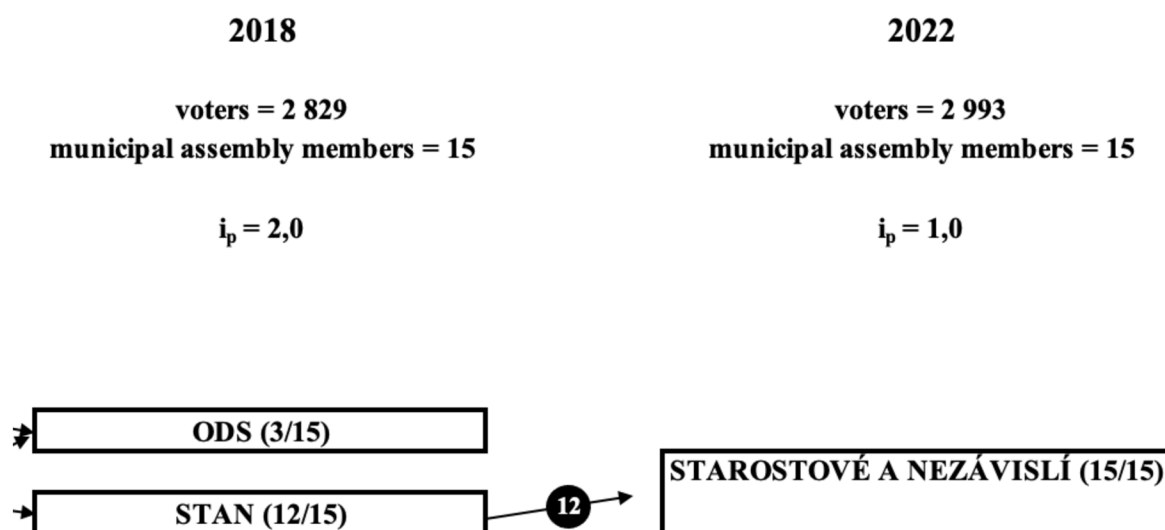 2018
2022
voters = 2 829
voters = 2 993
municipal assembly members = 15
municipal assembly members = 15
ip = 2,0
ip = 1,0
ODS (3/15)
STAROSTOVÉ A NEZÁVISLÍ (15/15)
STAN (12/15)
12